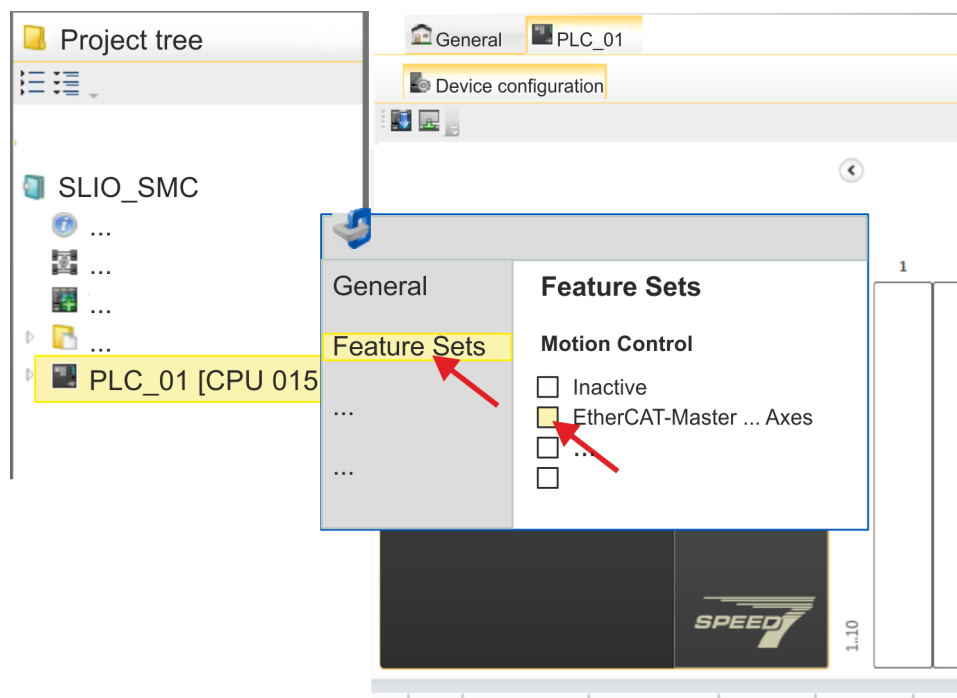 Project tree
SLIO_SMC
...
...
...
...
PLC_01 [CPU 015
General
PLC_01
Device configuration
General
Feature Sets
...
...
Feature Sets
Motion Control
Inactive
EtherCAT-Master ... Axes
...
1
SPEED7
1..10